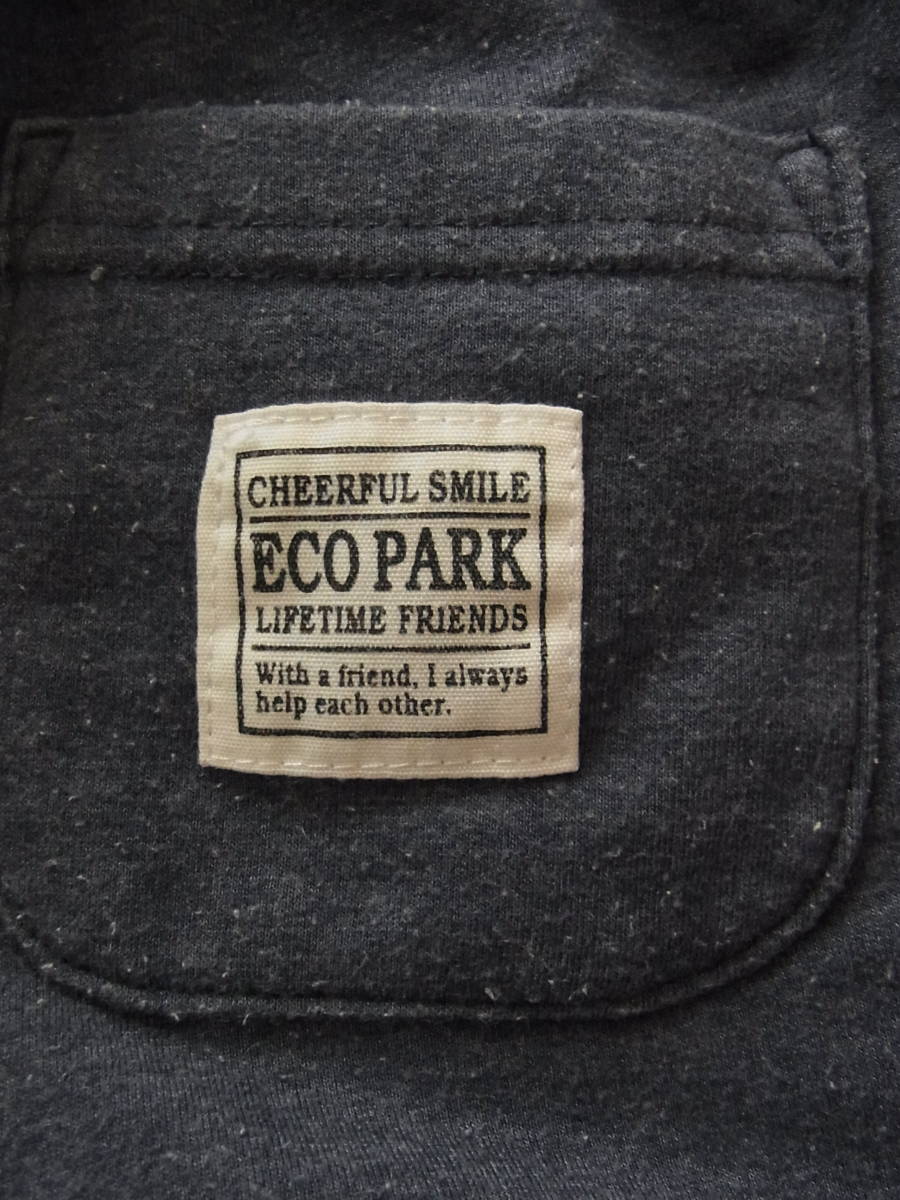 CHEERFUL SMILE
ECO PARK
LIFETIME FRIENDS
With a friend, I always
help each other.